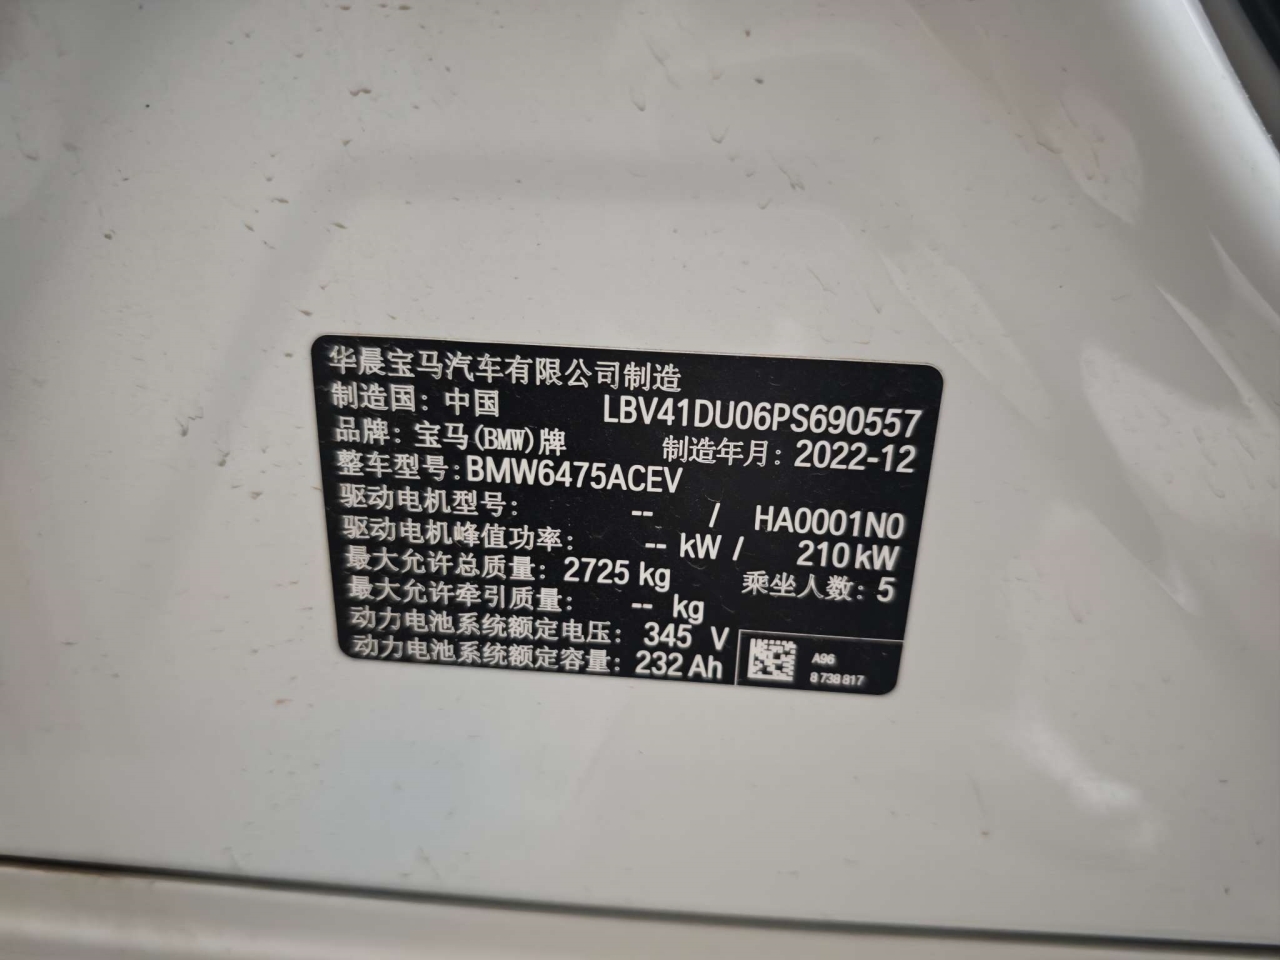 华晨宝马汽车有限公司制造
制造国：中国 LBV41DU06PS690557
品牌：宝马(BMW)牌 制造年月：2022-12
整车型号：BMW6475ACEV
驱动电机型号： -- / HA0001N0
驱动电机峰值功率： -- kW / 210 kW
最大允许总质量：2725 kg 乘坐人数：5
最大允许牵引质量： -- kg
动力电池系统额定电压：345 V
动力电池系统额定容量：232 Ah
A96
8 738 817